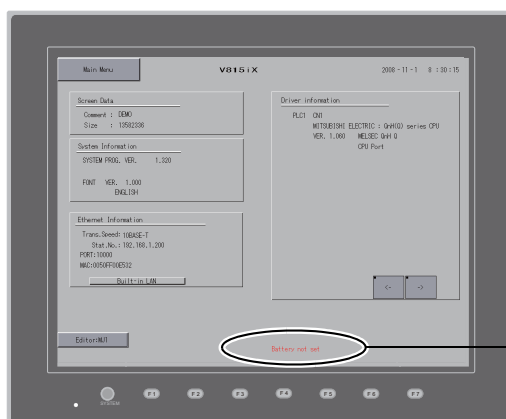 Main Menu
V815iX
2008-11-1 8:30:15
Screen Data
Comment : DEMO
Size : 13582336
System Information
SYSTEM PROG. VER. 1.320
FONT VER. 1.000
ENGLISH
Ethernet Information
Trans.Speed: 10BASE-T
Stat.No.: 192.168.1.200
PORT:10000
MAC:0050FF00E532
Built-in LAN
Driver information
PLC1 CN1
MITSUBISHI ELECTRIC : QnH(Q) series CPU
VER. 1.060 MELSEC QnH Q
CPU Port
<- ->
Editor:MJ1
Battery not set
SYSTEM
F1 F2 F3 F4 F5 F6 F7